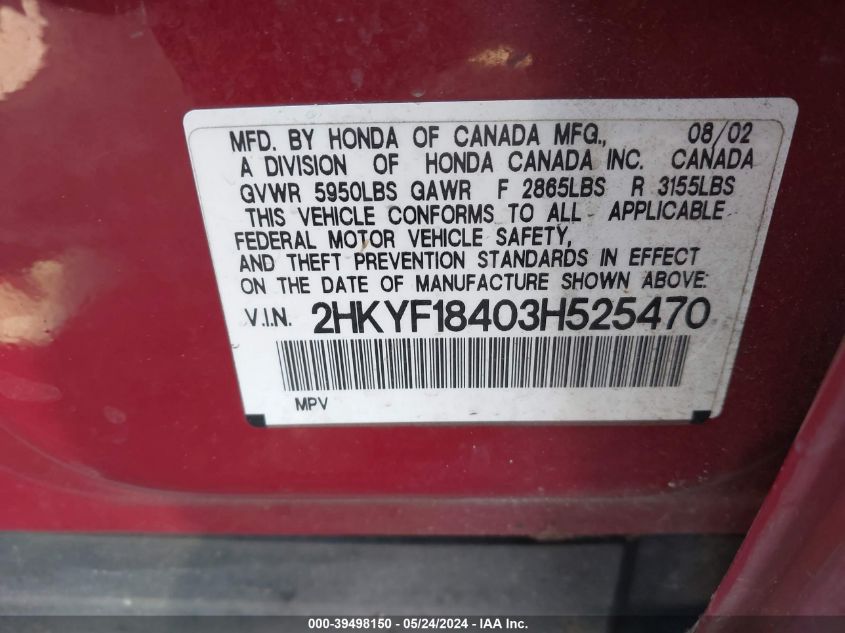 MFD. BY HONDA OF CANADA MFG., 08/02
A DIVISION OF HONDA CANADA INC. CANADA
GVWR 5950LBS GAWR F 2865LBS R 3155LBS
THIS VEHICLE CONFORMS TO ALL APPLICABLE
FEDERAL MOTOR VEHICLE SAFETY,
AND THEFT PREVENTION STANDARDS IN EFFECT
ON THE DATE OF MANUFACTURE SHOWN ABOVE:
V.I.N. 2HKYF18403H525470
MPV
000-39498150 - 05/24/2024 - IAA Inc.